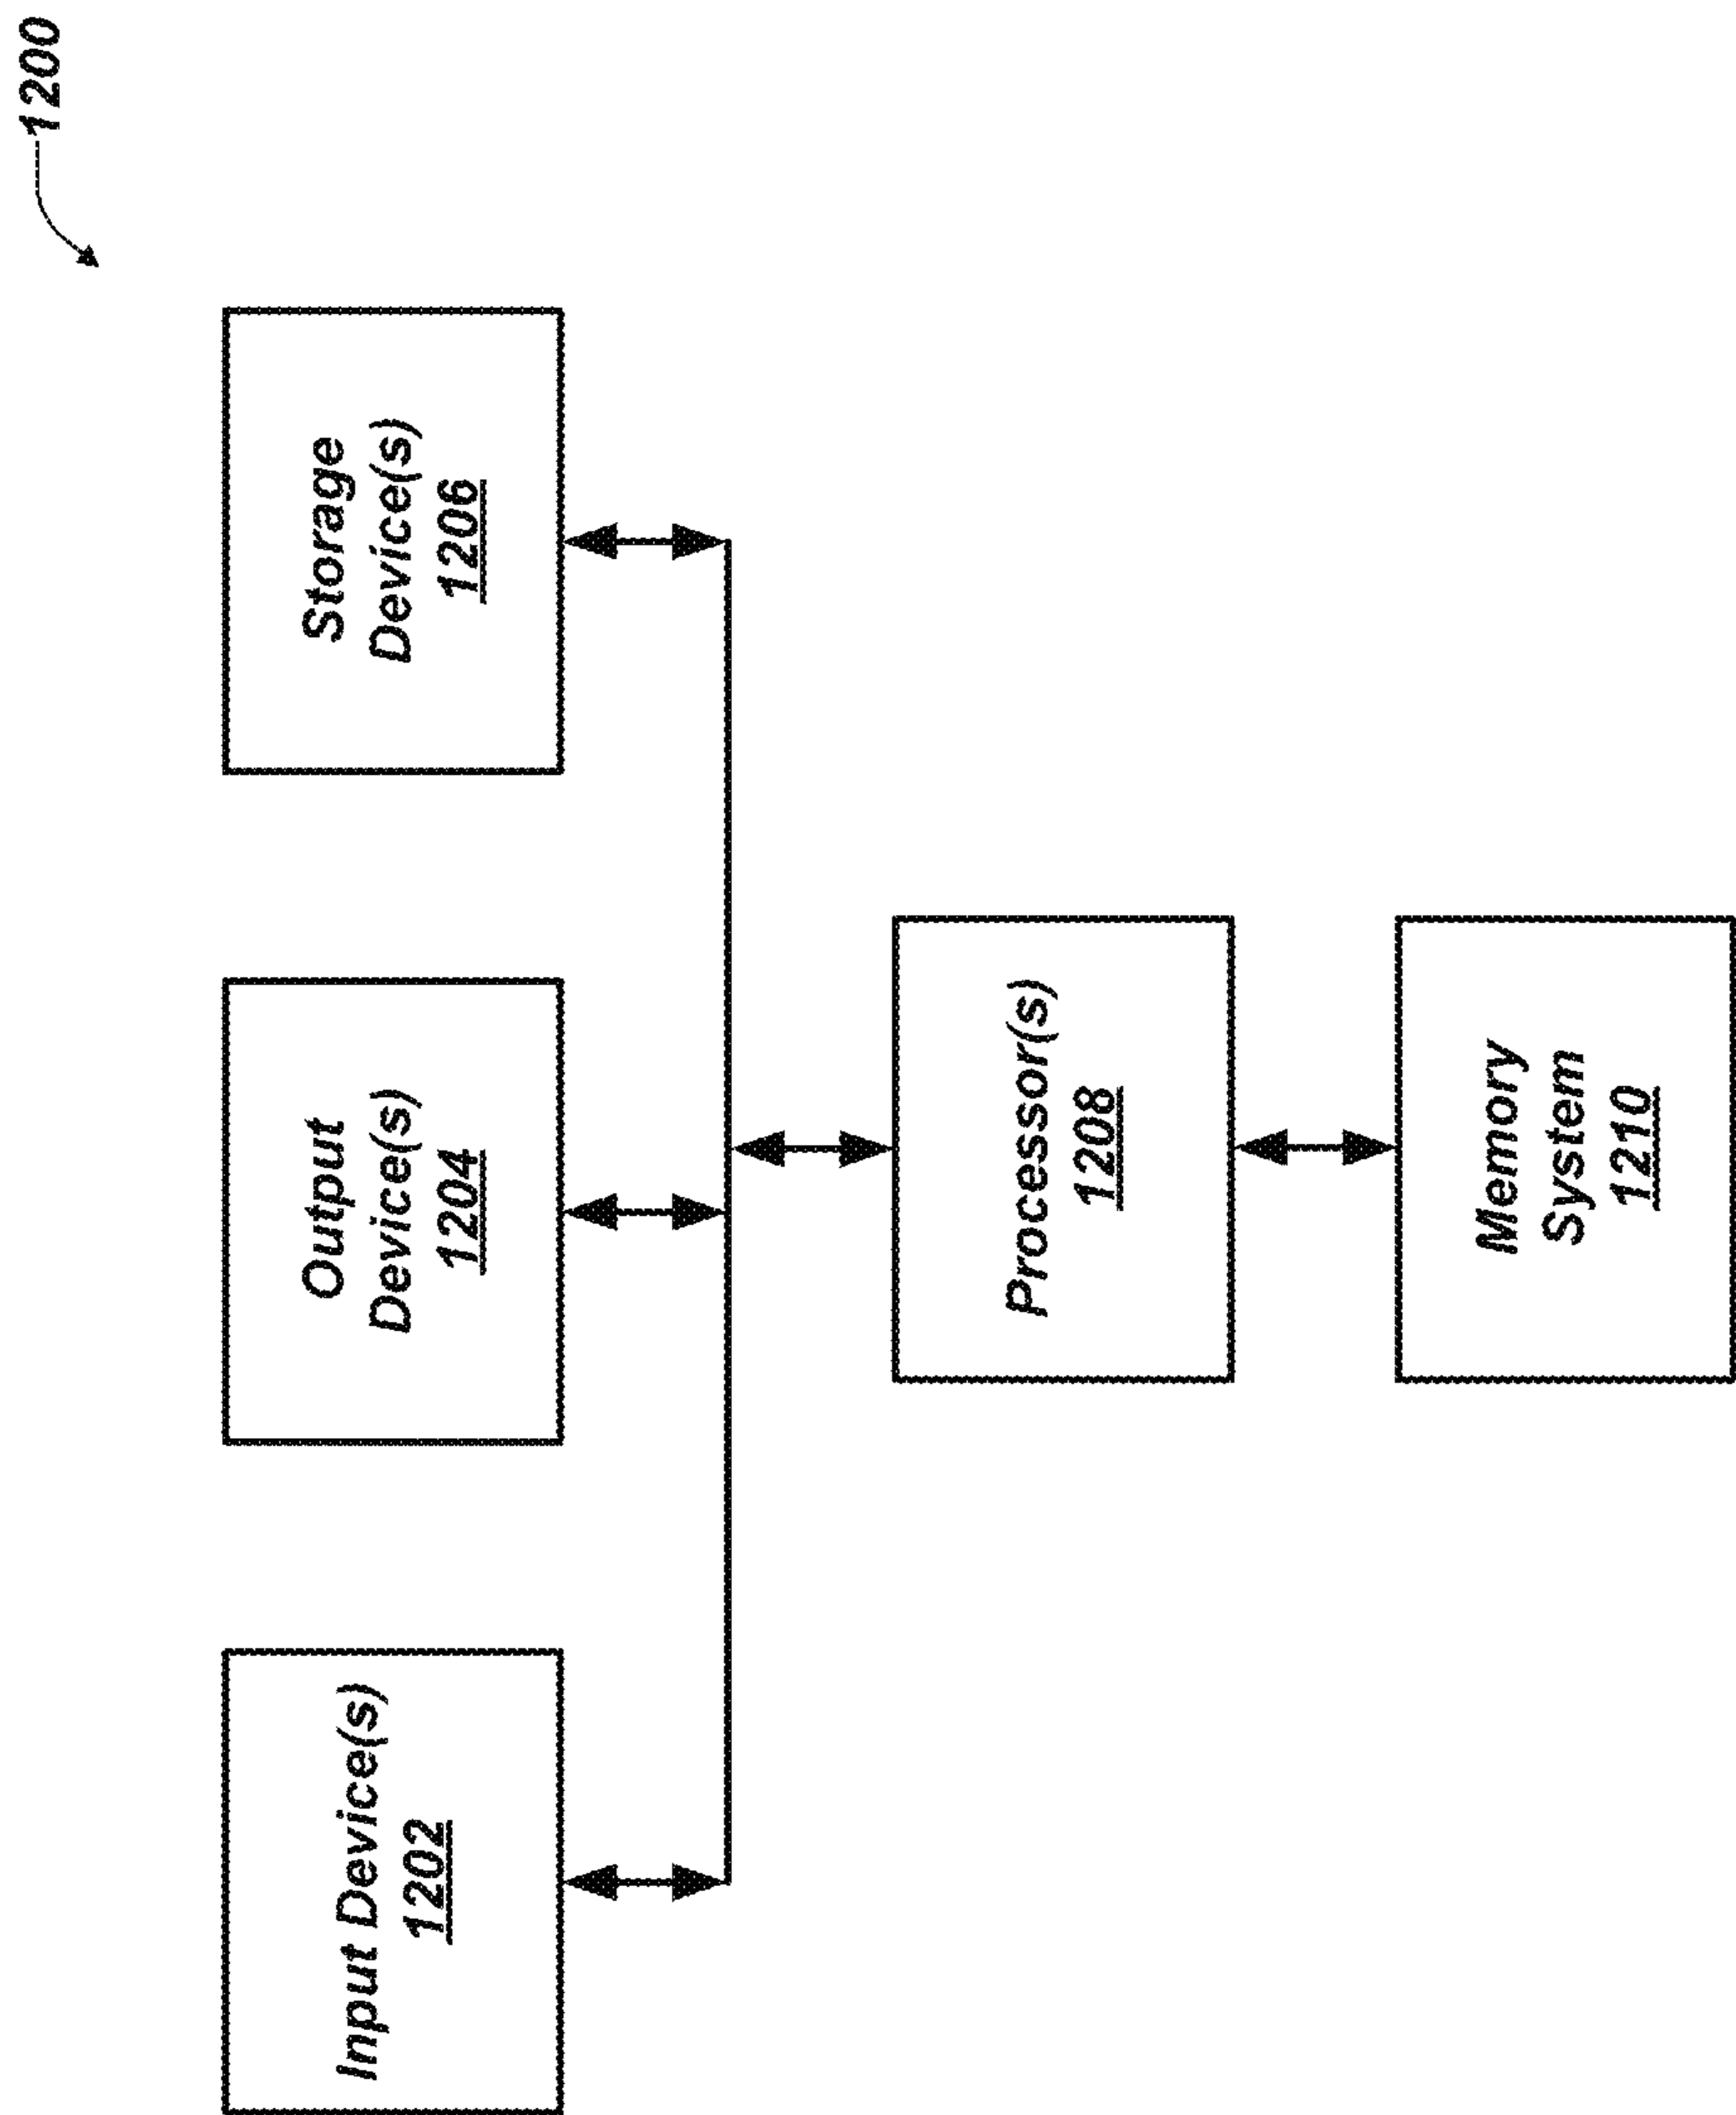 1200
Input Device(s)
1202
Output
Device(s)
1204
Storage
Device(s)
1206
Processor(s)
1208
Memory
System
1210